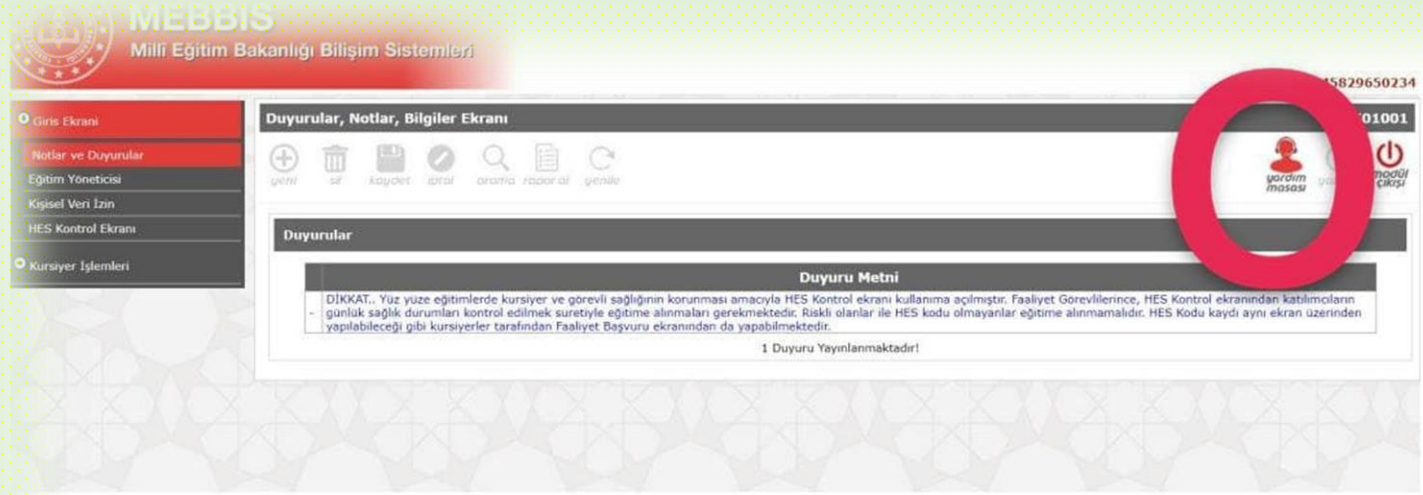 MEBBİS
Millî Eğitim Bakanlığı Bilişim Sistemleri
5829650234
Giris Ekrani
Notlar ve Duyurular
Eğitim Yöneticisi
Kişisel Veri İzin
HES Kontrol Ekranı
Kursiyer İşlemleri
Duyurular, Notlar, Bilgiler Ekranı
01001
yeni sil kaydet iptal arama rapor al yenile
yardım masası
modül çıkışı
Duyurular
Duyuru Metni
DİKKAT.. Yüz yüze eğitimlerde kursiyer ve görevli sağlığının korunması amacıyla HES Kontrol ekranı kullanıma açılmıştır. Faaliyet Görevlilerince, HES Kontrol ekranından katılımcıların
- günlük sağlık durumları kontrol edilmek suretiyle eğitime alınmaları gerekmektedir. Riskli olanlar ile HES kodu olmayanlar eğitime alınmamalıdır. HES Kodu kaydı aynı ekran üzerinden
yapılabileceği gibi kursiyerler tarafından Faaliyet Başvuru ekranından da yapabilmektedir.
1 Duyuru Yayınlanmaktadır!